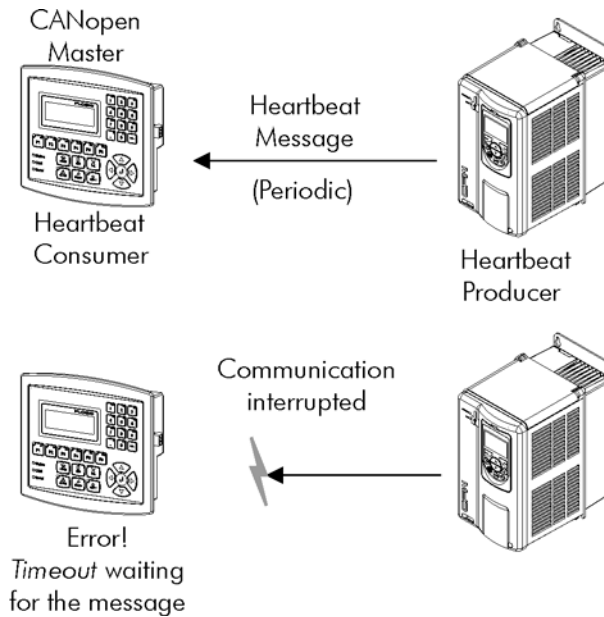 CANopen
Master
Heartbeat
Message
(Periodic)
Heartbeat
Consumer
Heartbeat
Producer
Communication
interrupted
Error!
Timeout waiting
for the message